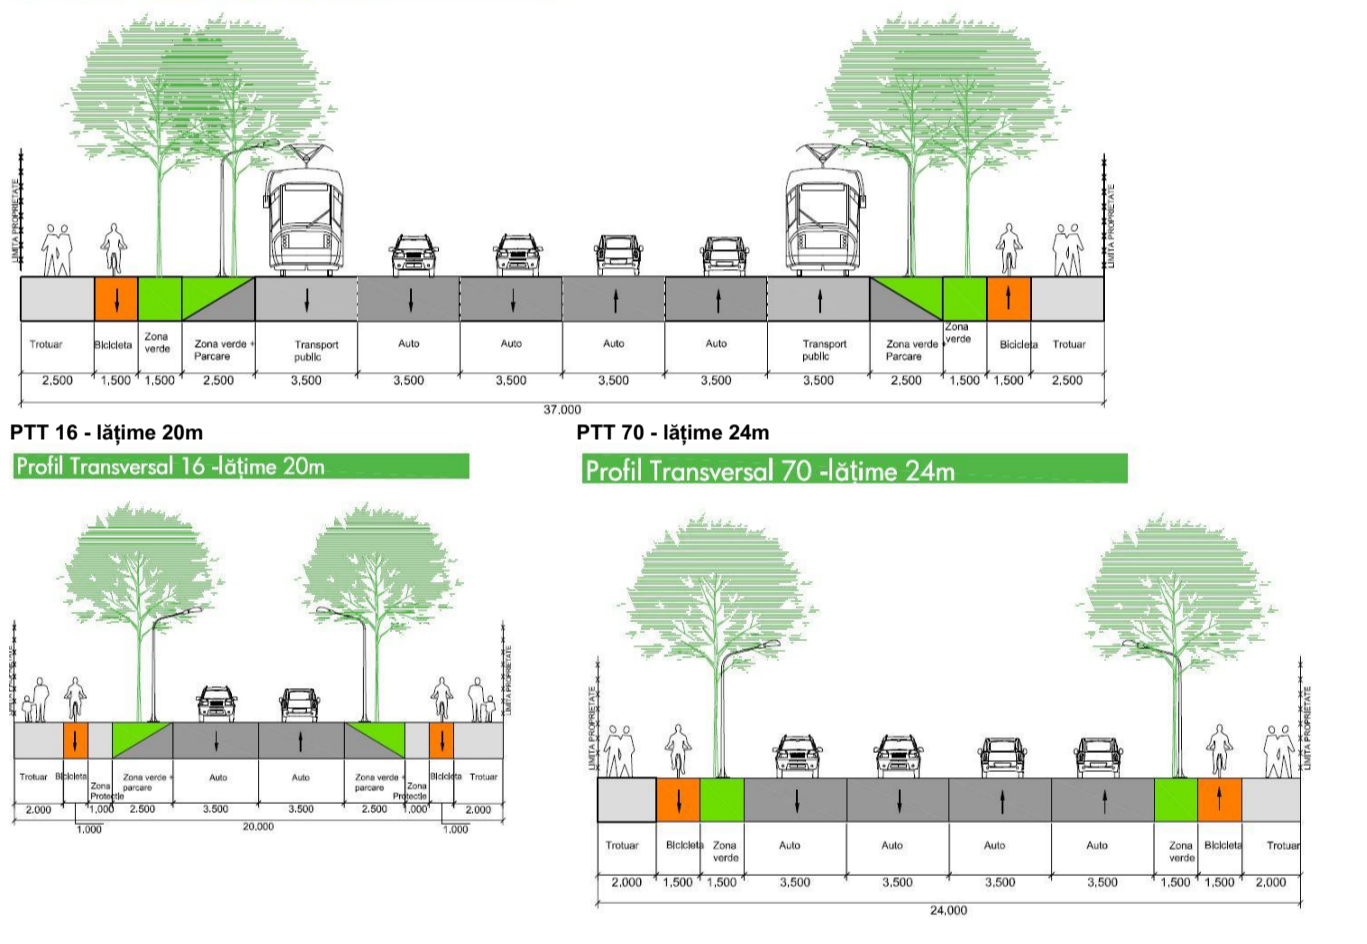 LIMITA PROPRIETATE
LIMITA PROPRIETATE
Trotuar
Bicicleta
Zona
verde
Zona verde +
Parcare
Transport
public
Auto
Auto
Auto
Auto
Transport
public
Zona verde +
Parcare
Zona
verde
Bicicleta
Trotuar
2,500 1,500 1,500 2,500 3,500 3,500 3,500 3,500 3,500 3,500 2,500 1,500 1,500 2,500
37.000
PTT 16 - lățime 20m
Profil Transversal 16 -lățime 20m
LIMITA PROPRIETATE
Trotuar
Bicicleta
Zona
Protectie
Zona verde +
parcare
Auto
Auto
Zona verde +
parcare
Zona
Protectie
Bicicleta
Trotuar
2.000 1,000 2.500 3.500 3.500 2.500 1,000 2.000
1.000 20.000 1.000
PTT 70 - lățime 24m
Profil Transversal 70 -lățime 24m
LIMITA PROPRIETATE
LIMITA PROPRIETATE
Trotuar
Bicicleta
Zona
verde
Auto
Auto
Auto
Auto
Zona
verde
Bicicleta
Trotuar
2,000 1,500 1,500 3,500 3,500 3,500 3,500 1,500 1,500 2,000
24,000